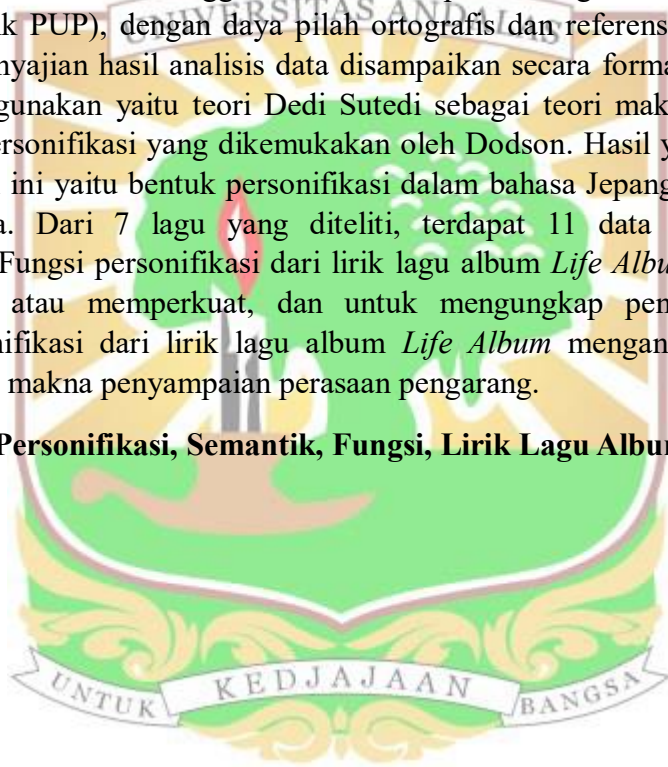 UNIVERSITAS ANDALAS
k PUP), dengan daya pilah ortografis dan referens
nyajian hasil analisis data disampaikan secara forma
gunakan yaitu teori Dedi Sutedi sebagai teori mak
ersonifikasi yang dikemukakan oleh Dodson. Hasil y
ini yaitu bentuk personifikasi dalam bahasa Jepang
a. Dari 7 lagu yang diteliti, terdapat 11 data
Fungsi personifikasi dari lirik lagu album Life Albu
atau memperkuat, dan untuk mengungkap pen
nifikasi dari lirik lagu album Life Album mengan
makna penyampaian perasaan pengarang.
Personifikasi, Semantik, Fungsi, Lirik Lagu Albu
UNTUK KEDJAJAAN BANGSA